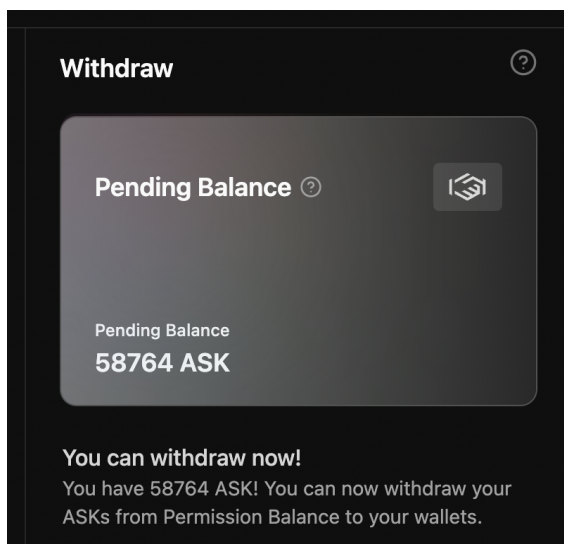 Withdraw
Pending Balance
Pending Balance
58764 ASK
You can withdraw now!
You have 58764 ASK! You can now withdraw your
ASKs from Permission Balance to your wallets.